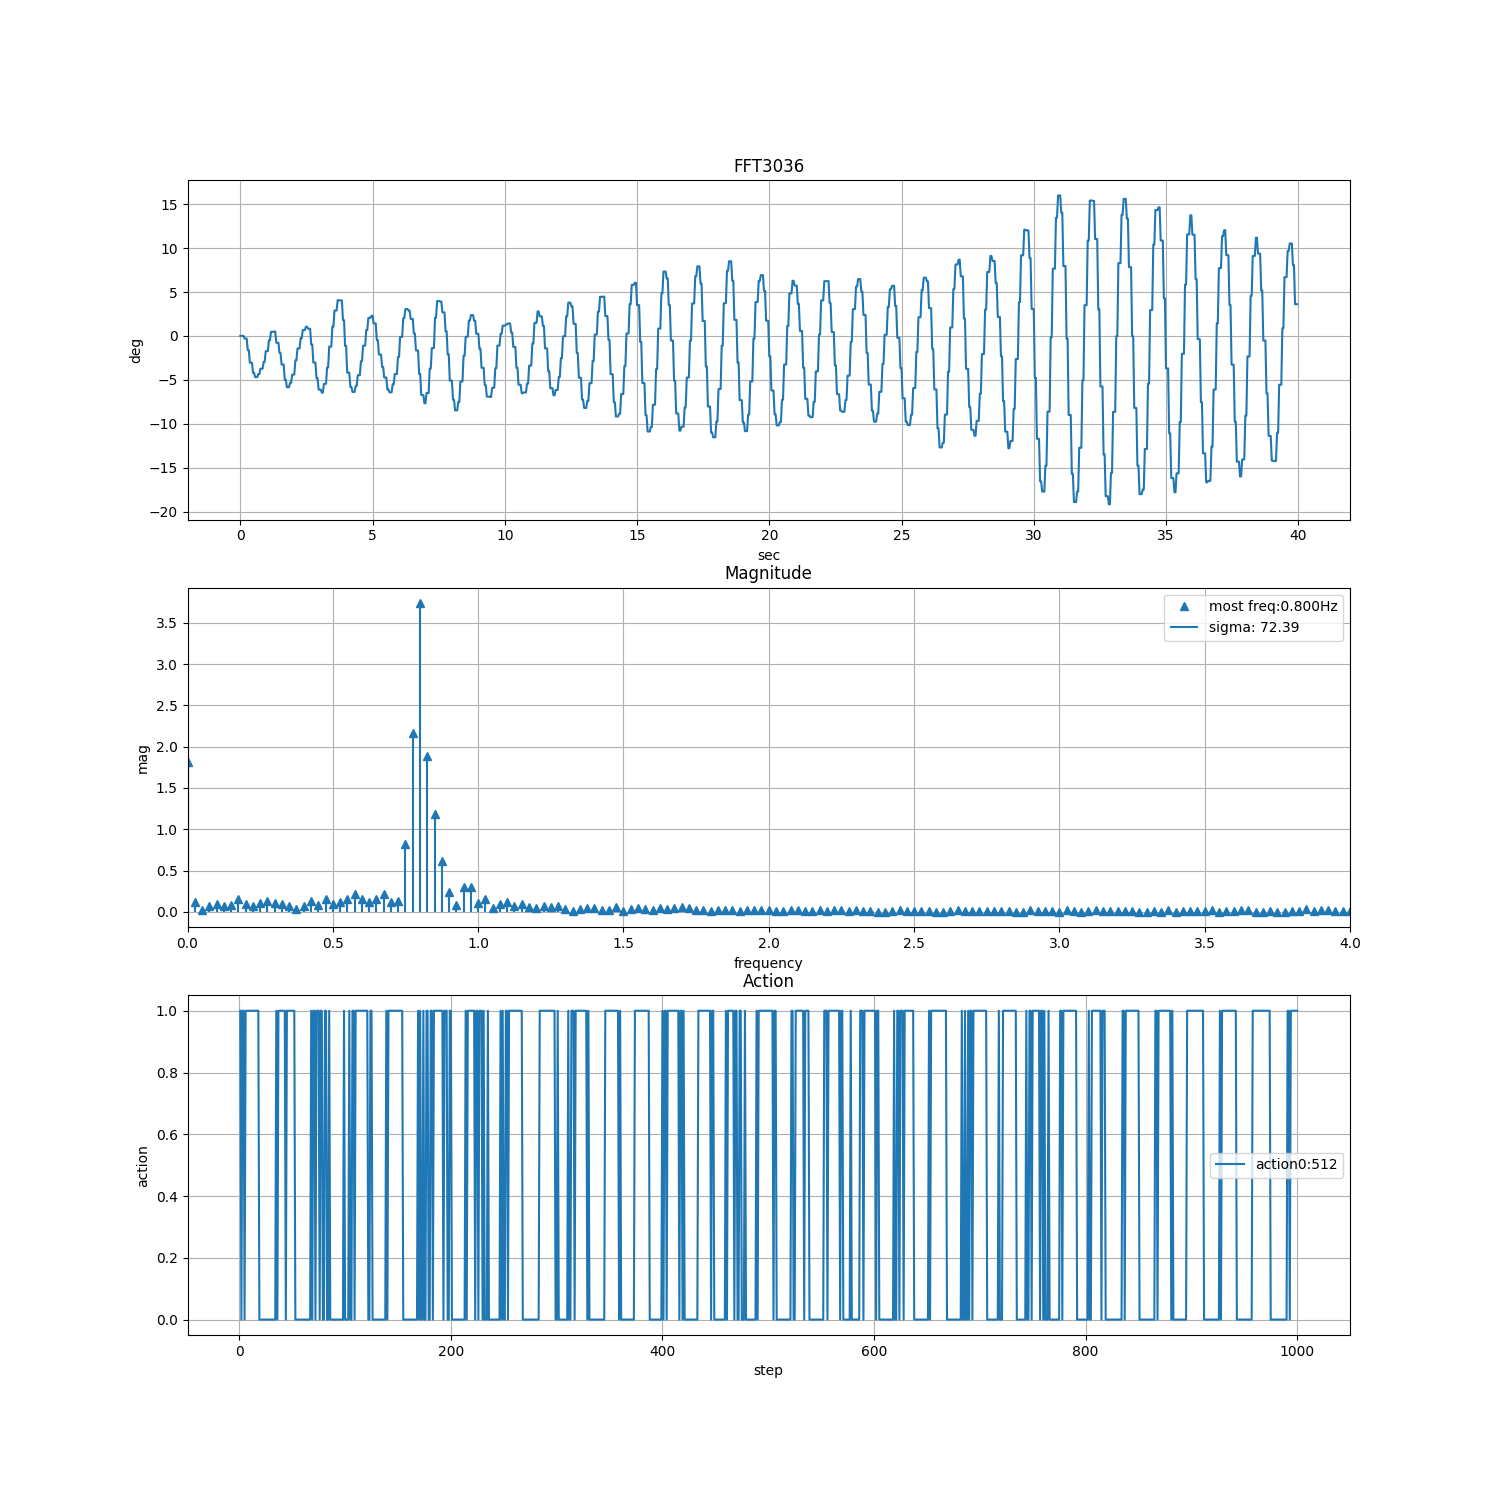 FFT3036
deg
15
10
5
0
−5
−10
−15
−20
0 5 10 15 20 25 30 35 40
sec
Magnitude
mag
3.5
3.0
2.5
2.0
1.5
1.0
0.5
0.0
most freq:0.800Hz
sigma: 72.39
0.0 0.5 1.0 1.5 2.0 2.5 3.0 3.5 4.0
frequency
Action
action
1.0
0.8
0.6
0.4
0.2
0.0
action0:512
0 200 400 600 800 1000
step